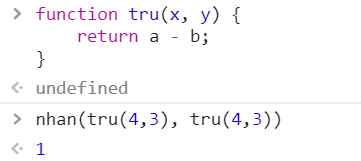 > function tru(x, y) {
return a - b;
}
< undefined
> nhan(tru(4,3), tru(4,3))
< 1